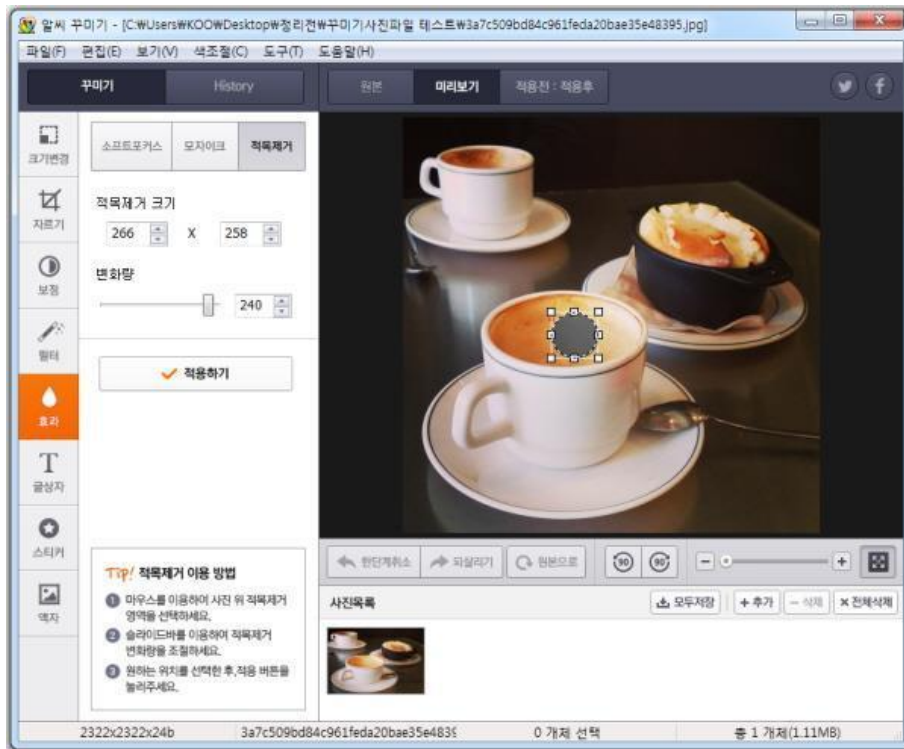 알씨 꾸미기 - [C:₩Users₩KOO₩Desktop₩정리전₩꾸미기사진파일 테스트₩3a7c509bd84c961feda20bae35e48395.jpg]
파일(F) 편집(E) 보기(V) 색조절(C) 도구(T) 도움말(H)
꾸미기 History 원본 미리보기 적용전 : 적용후
크기변경
자르기
보정
필터
효과
글상자
스티커
액자
소프트포커스 모자이크 적목제거
적목제거 크기
266 X 258
변화량
240
적용하기
Tip! 적목제거 이용 방법
1 마우스를 이용하여 사진 위 적목제거
영역을 선택하세요.
2 슬라이드바를 이용하여 적목제거
변화량을 조절하세요.
3 원하는 위치를 선택한 후,적용 버튼을
눌러주세요.
한단계취소 되살리기 원본으로 90 90
사진목록 모두저장 + 추가 - 삭제 × 전체삭제
2322x2322x24b 3a7c509bd84c961feda20bae35e4839 0 개체 선택 총 1 개체(1.11MB)